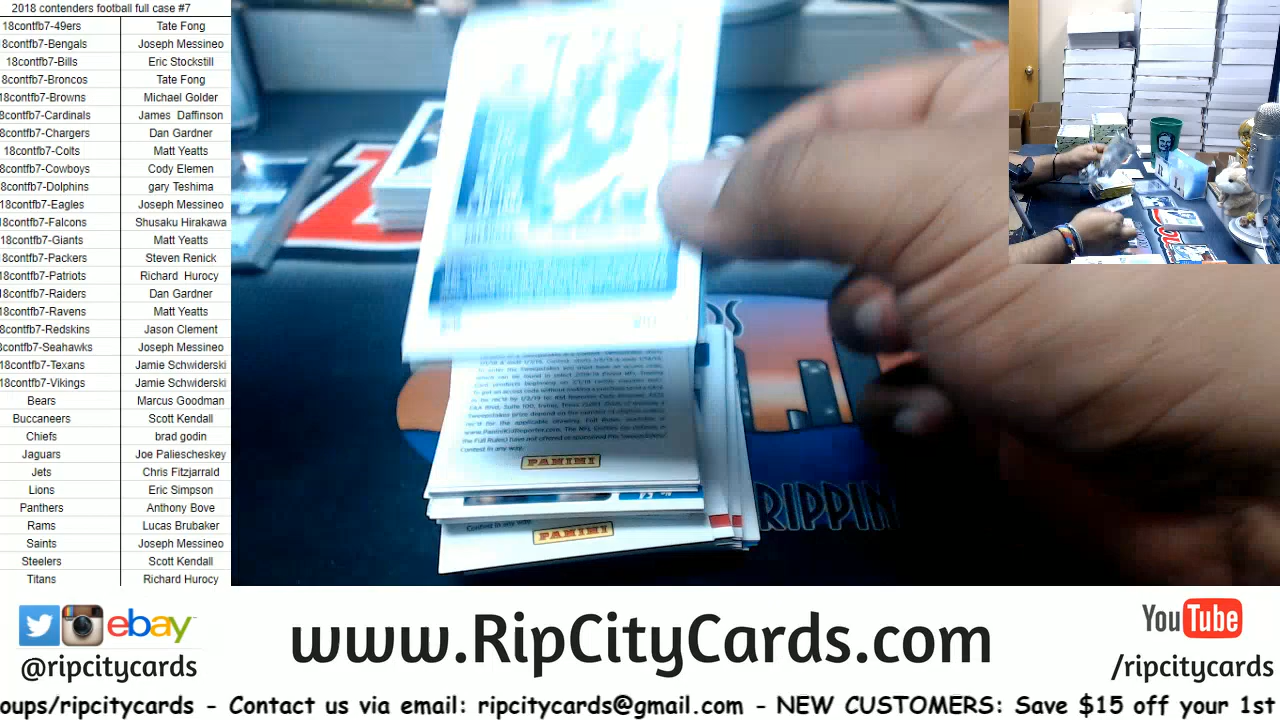 2018 contenders football full case #7
18contfb7-49ers Tate Fong
8contfb7-Bengals Joseph Messineo
18contfb7-Bills Eric Stockstill
8contfb7-Broncos Tate Fong
8contfb7-Browns Michael Golder
8contfb7-Cardinals James Daffinson
8contfb7-Chargers Dan Gardner
18contfb7-Colts Matt Yeatts
8contfb7-Cowboys Cody Elemen
8contfb7-Dolphins gary Teshima
18contfb7-Eagles Joseph Messineo
18contfb7-Falcons Shusaku Hirakawa
18contfb7-Giants Matt Yeatts
18contfb7-Packers Steven Renick
18contfb7-Patriots Richard Hurocy
18contfb7-Raiders Dan Gardner
18contfb7-Ravens Matt Yeatts
8contfb7-Redskins Jason Clement
8contfb7-Seahawks Joseph Messineo
18contfb7-Texans Jamie Schwiderski
18contfb7-Vikings Jamie Schwiderski
Bears Marcus Goodman
Buccaneers Scott Kendall
Chiefs brad godin
Jaguars Joe Paliescheskey
Jets Chris Fitzjarrald
Lions Eric Simpson
Panthers Anthony Bove
Rams Lucas Brubaker
Saints Joseph Messineo
Steelers Scott Kendall
Titans Richard Hurocy
PANINI
Contest in any way.
PANINI
RIPPIN
ebay
@ripcitycards
www.RipCityCards.com
YouTube
/ripcitycards
oups/ripcitycards - Contact us via email: ripcitycards@gmail.com - NEW CUSTOMERS: Save $15 off your 1st